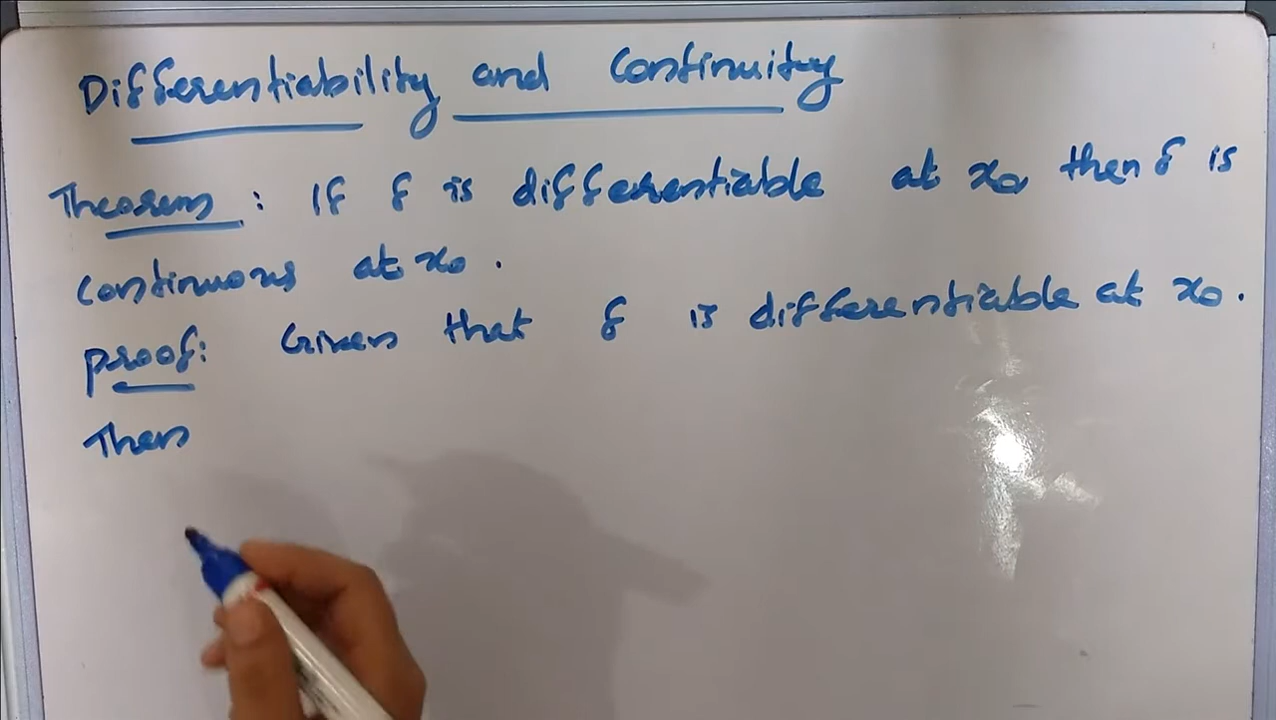 Differentiability and Continuity
Theorem: If f is differentiable at x₀ then f is
continuous at x₀.
proof: Given that f is differentiable at x₀.
Then